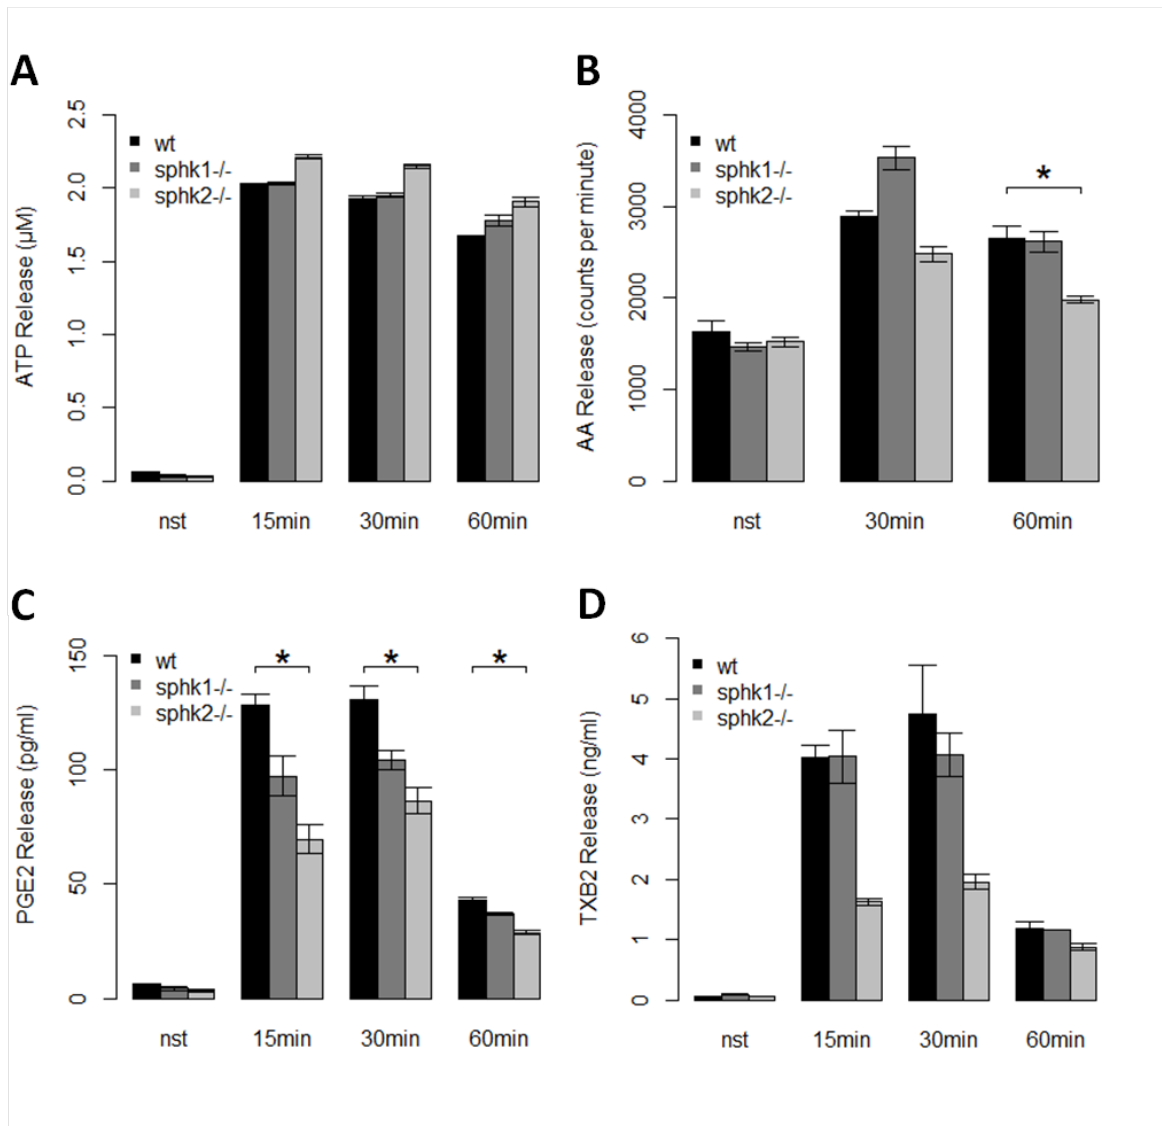 A
ATP Release (µM)
2.5
2.0
1.5
1.0
0.5
0.0
wt
sphk1-/-
sphk2-/-
nst 15min 30min 60min
B
AA Release (counts per minute)
4000
3000
2000
1000
0
wt
sphk1-/-
sphk2-/-
*
nst 30min 60min
C
PGE2 Release (pg/ml)
150
100
50
0
wt
sphk1-/-
sphk2-/-
* * *
nst 15min 30min 60min
D
TXB2 Release (ng/ml)
6
5
4
3
2
1
0
wt
sphk1-/-
sphk2-/-
nst 15min 30min 60min